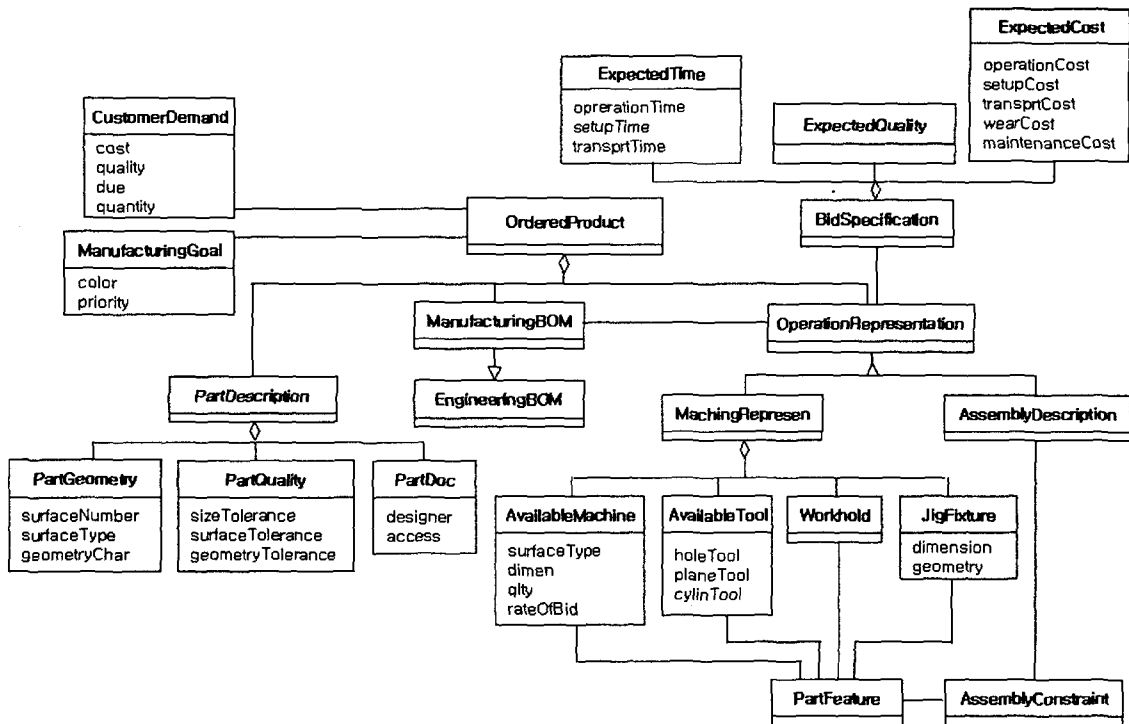 ExpectedCost
operationCost
setupCost
transprtCost
wearCost
maintenanceCost
ExpectedTime
oprerationTime
setupTime
transprtTime
ExpectedQuality
CustomerDemand
cost
quality
due
quantity
OrderedProduct
BidSpecification
ManufacturingGoal
color
priority
ManufacturingBOM
OperationRepresentation
PartDescription
EngineeringBOM
MachingRepresen
AssemblyDescription
PartGeometry
surfaceNumber
surfaceType
geometryChar
PartQuality
sizeTolerance
surfaceTolerance
geometryTolerance
PartDoc
designer
access
AvailableMachine
surfaceType
dimen
qlty
rateOfBid
AvailableTool
holeTool
planeTool
cylinTool
Workhold
JigFixture
dimension
geometry
PartFeature
AssemblyConstraint